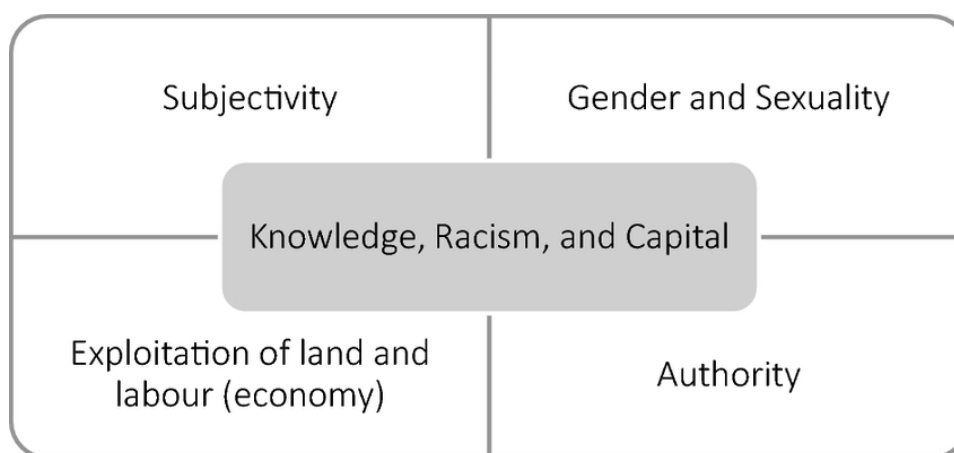 Subjectivity
Gender and Sexuality
Knowledge, Racism, and Capital
Exploitation of land and
labour (economy)
Authority